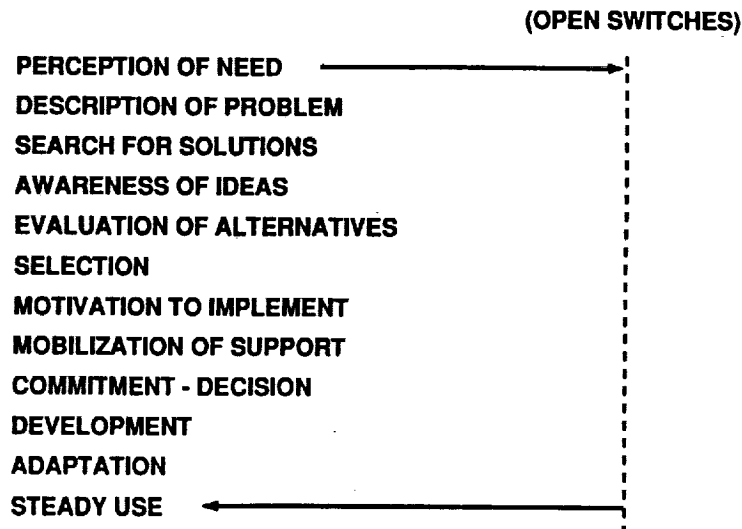 (OPEN SWITCHES)
PERCEPTION OF NEED
DESCRIPTION OF PROBLEM
SEARCH FOR SOLUTIONS
AWARENESS OF IDEAS
EVALUATION OF ALTERNATIVES
SELECTION
MOTIVATION TO IMPLEMENT
MOBILIZATION OF SUPPORT
COMMITMENT - DECISION
DEVELOPMENT
ADAPTATION
STEADY USE